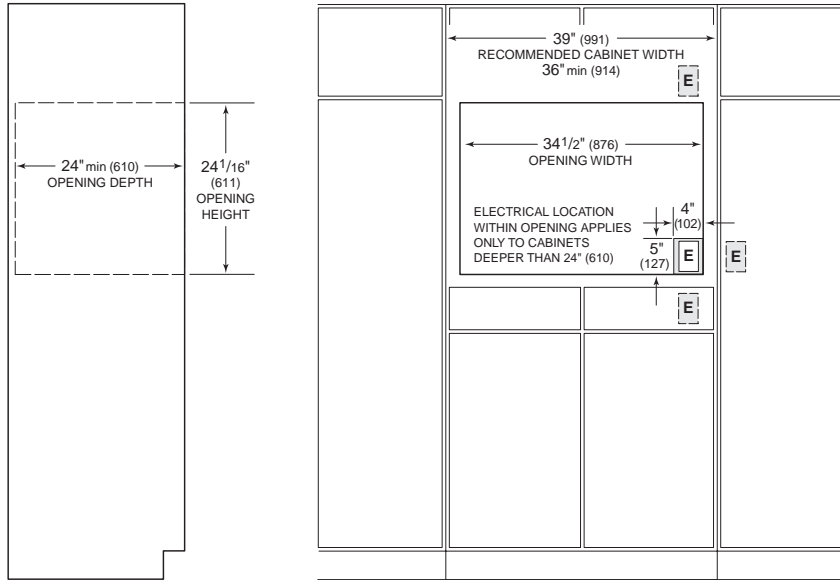 24" min (610)
OPENING DEPTH
24 1/16"
(611)
OPENING
HEIGHT
39" (991)
RECOMMENDED CABINET WIDTH
36" min (914)
E
34 1/2" (876)
OPENING WIDTH
ELECTRICAL LOCATION
WITHIN OPENING APPLIES
ONLY TO CABINETS
DEEPER THAN 24" (610)
4"
(102)
5"
(127)
E
E
E